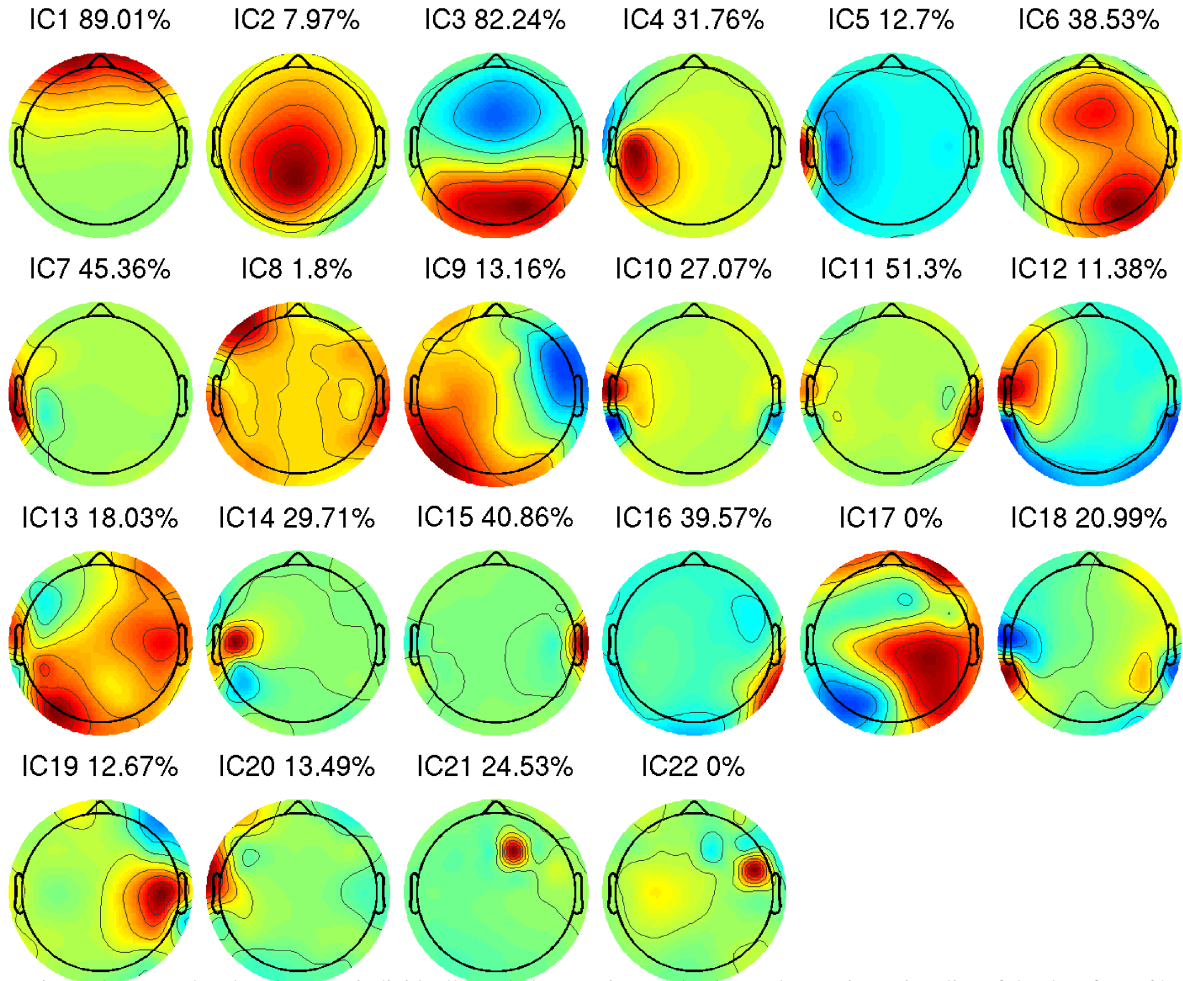 IC1 89.01% IC2 7.97% IC3 82.24% IC4 31.76% IC5 12.7% IC6 38.53%
IC7 45.36% IC8 1.8% IC9 13.16% IC10 27.07% IC11 51.3% IC12 11.38%
IC13 18.03% IC14 29.71% IC15 40.86% IC16 39.57% IC17 0% IC18 20.99%
IC19 12.67% IC20 13.49% IC21 24.53% IC22 0%